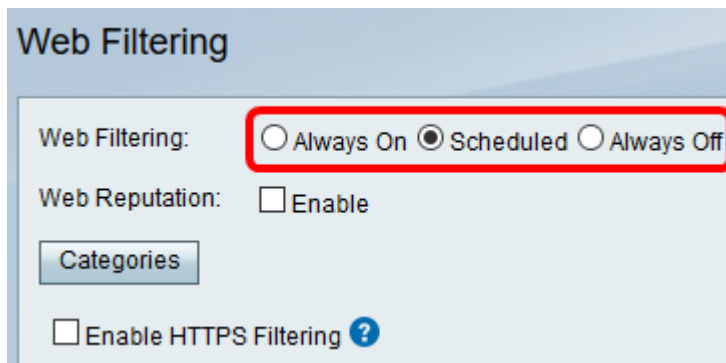 Web Filtering
Web Filtering: Always On Scheduled Always Off
Web Reputation: Enable
Categories
Enable HTTPS Filtering ?